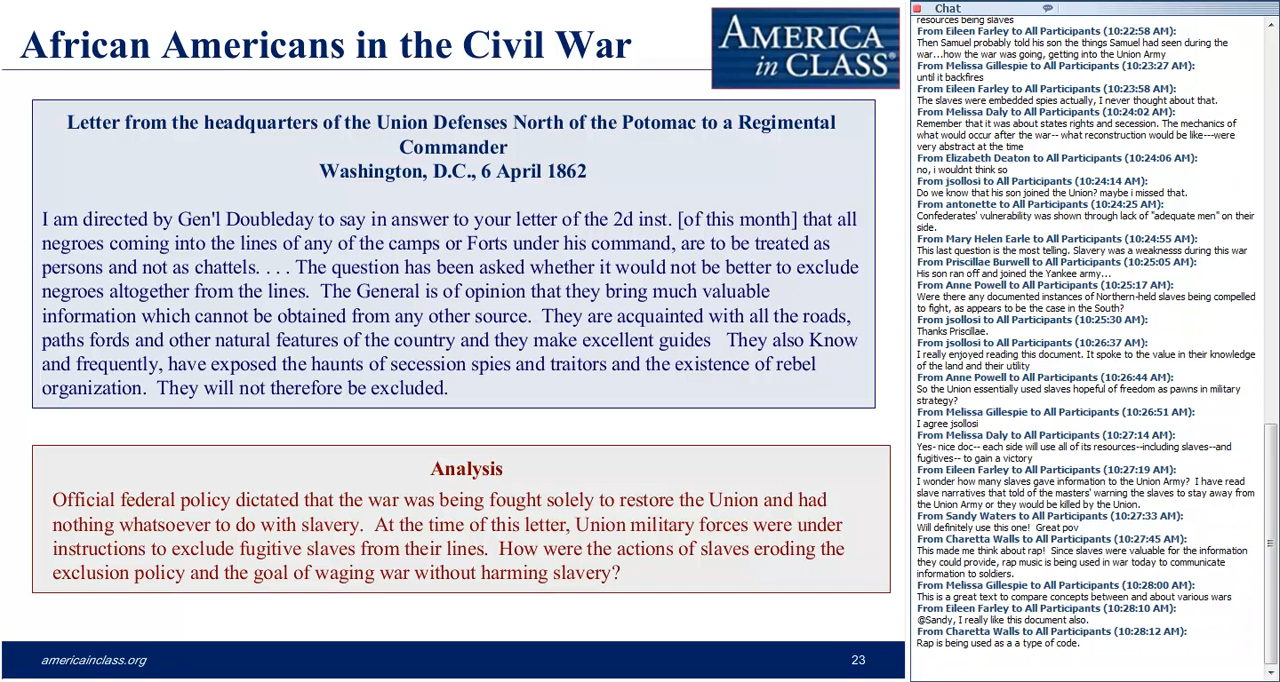 African Americans in the Civil War
AMERICA
in CLASS®
Letter from the headquarters of the Union Defenses North of the Potomac to a Regimental
Commander
Washington, D.C., 6 April 1862
I am directed by Gen'l Doubleday to say in answer to your letter of the 2d inst. [of this month] that all
negroes coming into the lines of any of the camps or Forts under his command, are to be treated as
persons and not as chattels. . . . The question has been asked whether it would not be better to exclude
negroes altogether from the lines.  The General is of opinion that they bring much valuable
information which cannot be obtained from any other source.  They are acquainted with all the roads,
paths fords and other natural features of the country and they make excellent guides   They also Know
and frequently, have exposed the haunts of secession spies and traitors and the existence of rebel
organization.  They will not therefore be excluded.
Analysis
Official federal policy dictated that the war was being fought solely to restore the Union and had
nothing whatsoever to do with slavery.  At the time of this letter, Union military forces were under
instructions to exclude fugitive slaves from their lines.  How were the actions of slaves eroding the
exclusion policy and the goal of waging war without harming slavery?
americainclass.org
23
Chat
resources being slaves
From Eileen Farley to All Participants (10:22:58 AM):
Then Samuel probably told his son the things Samuel had seen during the
war...how the war was going, getting into the Union Army
From Melissa Gillespie to All Participants (10:23:27 AM):
until it backfires
From Eileen Farley to All Participants (10:23:58 AM):
The slaves were embedded spies actually, I never thought about that.
From Melissa Daly to All Participants (10:24:02 AM):
Remember that it was about states rights and secession. The mechanics of
what would occur after the war-- what reconstruction would be like---were
very abstract at the time
From Elizabeth Deaton to All Participants (10:24:06 AM):
no, i wouldnt think so
From jsollosi to All Participants (10:24:14 AM):
Do we know that his son joined the Union? maybe i missed that.
From antonette to All Participants (10:24:25 AM):
Confederates' vulnerability was shown through lack of "adequate men" on their
side.
From Mary Helen Earle to All Participants (10:24:55 AM):
This last question is the most telling. Slavery was a weaknesss during this war
From Priscillae Burwell to All Participants (10:25:05 AM):
His son ran off and joined the Yankee army...
From Anne Powell to All Participants (10:25:17 AM):
Were there any documented instances of Northern-held slaves being compelled
to fight, as appears to be the case in the South?
From jsollosi to All Participants (10:25:30 AM):
Thanks Priscillae.
From jsollosi to All Participants (10:26:37 AM):
I really enjoyed reading this document. It spoke to the value in their knowledge
of the land and their utility
From Anne Powell to All Participants (10:26:44 AM):
So the Union essentially used slaves hopeful of freedom as pawns in military
strategy?
From Melissa Gillespie to All Participants (10:26:51 AM):
I agree jsollosi
From Melissa Daly to All Participants (10:27:14 AM):
Yes- nice doc-- each side will use all of its resources--including slaves--and
fugitives-- to gain a victory
From Eileen Farley to All Participants (10:27:19 AM):
I wonder how many slaves gave information to the Union Army?  I have read
slave narratives that told of the masters' warning the slaves to stay away from
the Union Army or they would be killed by the Union.
From Sandy Waters to All Participants (10:27:33 AM):
Will definitely use this one!  Great pov
From Charetta Walls to All Participants (10:27:45 AM):
This made me think about rap!  Since slaves were valuable for the information
they could provide, rap music is being used in war today to communicate
information to soldiers.
From Melissa Gillespie to All Participants (10:28:00 AM):
This is a great text to compare concepts between and about various wars
From Eileen Farley to All Participants (10:28:10 AM):
@Sandy, I really like this document also.
From Charetta Walls to All Participants (10:28:12 AM):
Rap is being used as a a type of code.